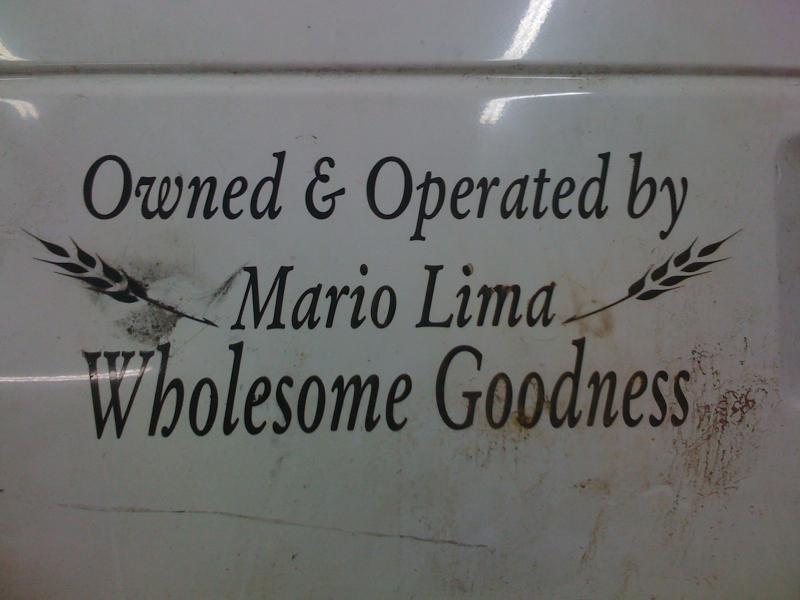 Owned & Operated by
Mario Lima
Wholesome Goodness